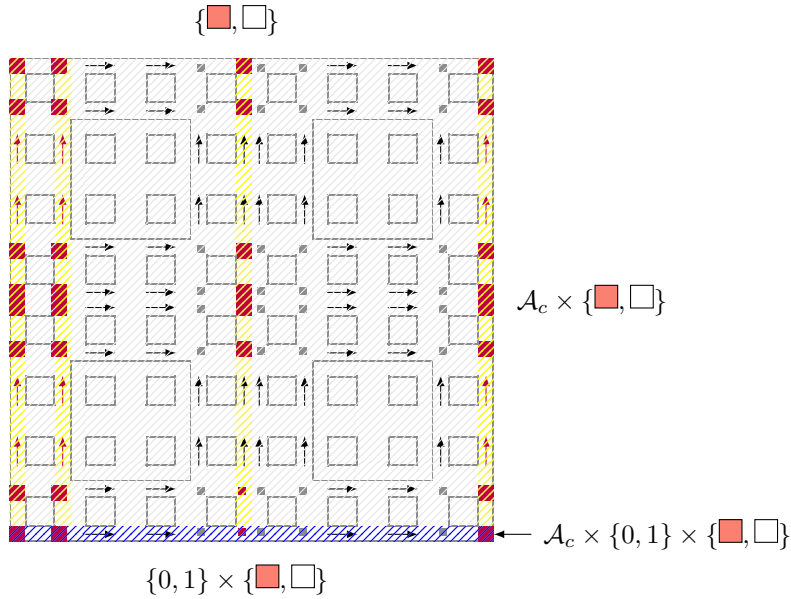 {🟥, ⬜}
𝒜_c × {🟥, ⬜}
𝒜_c × {0, 1} × {🟥, ⬜}
{0, 1} × {🟥, ⬜}